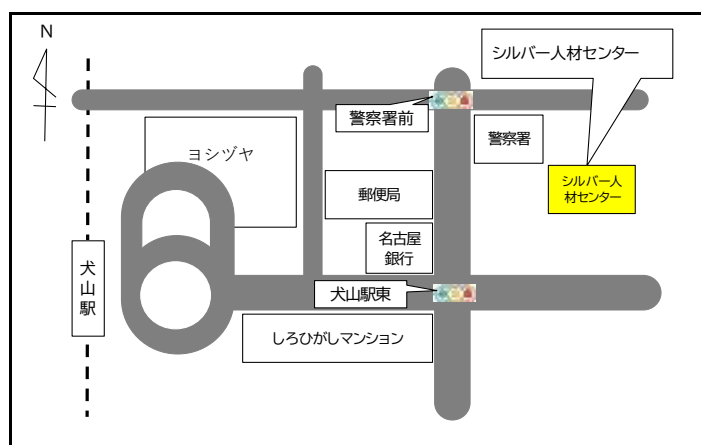 N
シルバー人材センター
警察署前
警察署
ヨシヅヤ
郵便局
シルバー人
材センター
名古屋
銀行
犬山駅
犬山駅東
しろひがしマンション